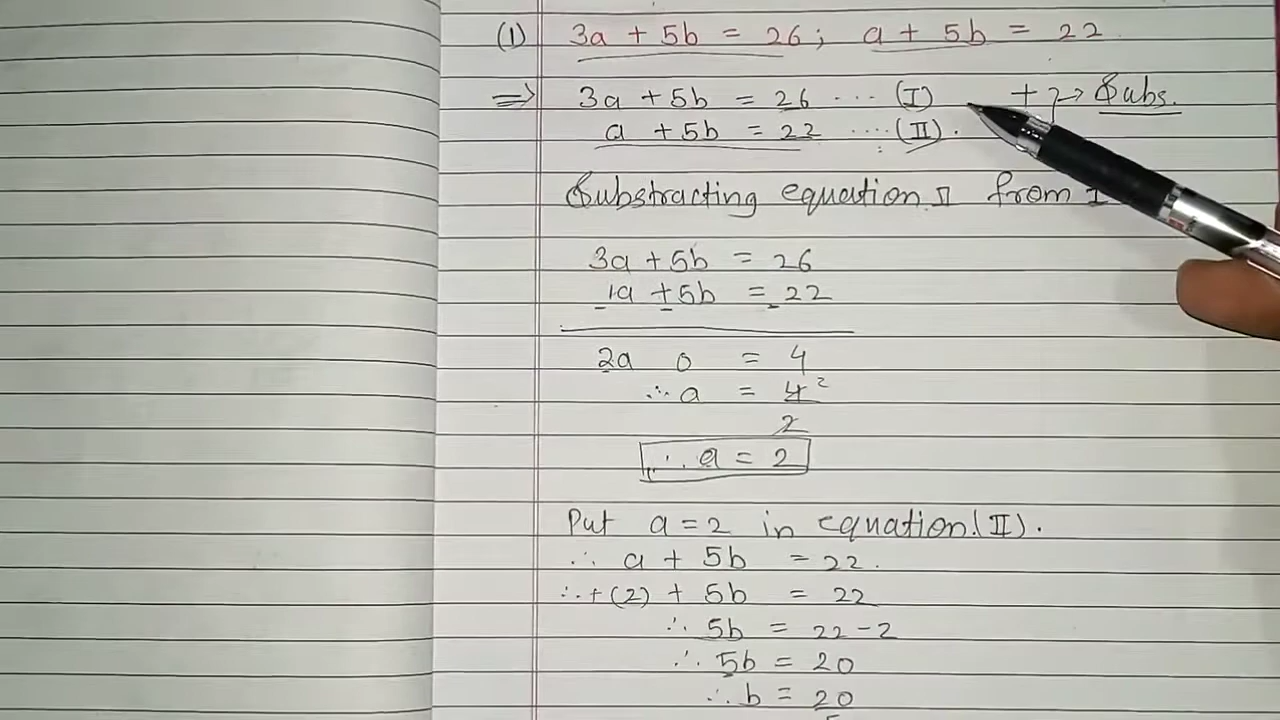 (1) 3a + 5b = 26 ; a + 5b = 22
⇒ 3a + 5b = 26 ... (I) + } → Subs.
a + 5b = 22 .... (II).
Substracting equation II from I
3a + 5b = 26
1a + 5b = 22
- - -
2a 0 = 4
∴ a = 4 2
2
∴ a = 2
Put a = 2 in equation (II).
∴ a + 5b = 22.
∴ + (2) + 5b = 22
∴ 5b = 22 - 2
∴ 5b = 20
∴ b = 20